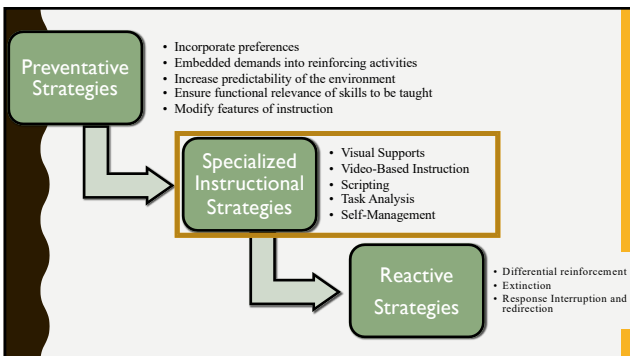 Preventative
Strategies
• Incorporate preferences
• Embedded demands into reinforcing activities
• Increase predictability of the environment
• Ensure functional relevance of skills to be taught
• Modify features of instruction
Specialized
Instructional
Strategies
• Visual Supports
• Video-Based Instruction
• Scripting
• Task Analysis
• Self-Management
Reactive
Strategies
• Differential reinforcement
• Extinction
• Response Interruption and
redirection